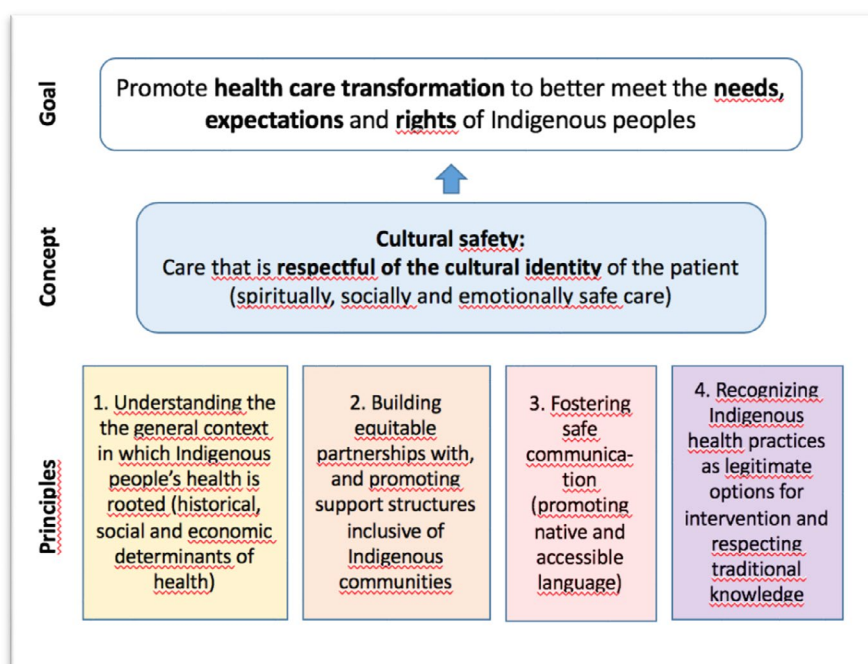 Goal
Promote health care transformation to better meet the needs,
expectations and rights of Indigenous peoples
Concept
Cultural safety:
Care that is respectful of the cultural identity of the patient
(spiritually, socially and emotionally safe care)
Principles
1. Understanding the
the general context
in which Indigenous
people's health is
rooted (historical,
social and economic
determinants of
health)
2. Building
equitable
partnerships with,
and promoting
support structures
inclusive of
Indigenous
communities
3. Fostering
safe
communica-
tion
(promoting
native and
accessible
language)
4. Recognizing
Indigenous
health practices
as legitimate
options for
intervention and
respecting
traditional
knowledge